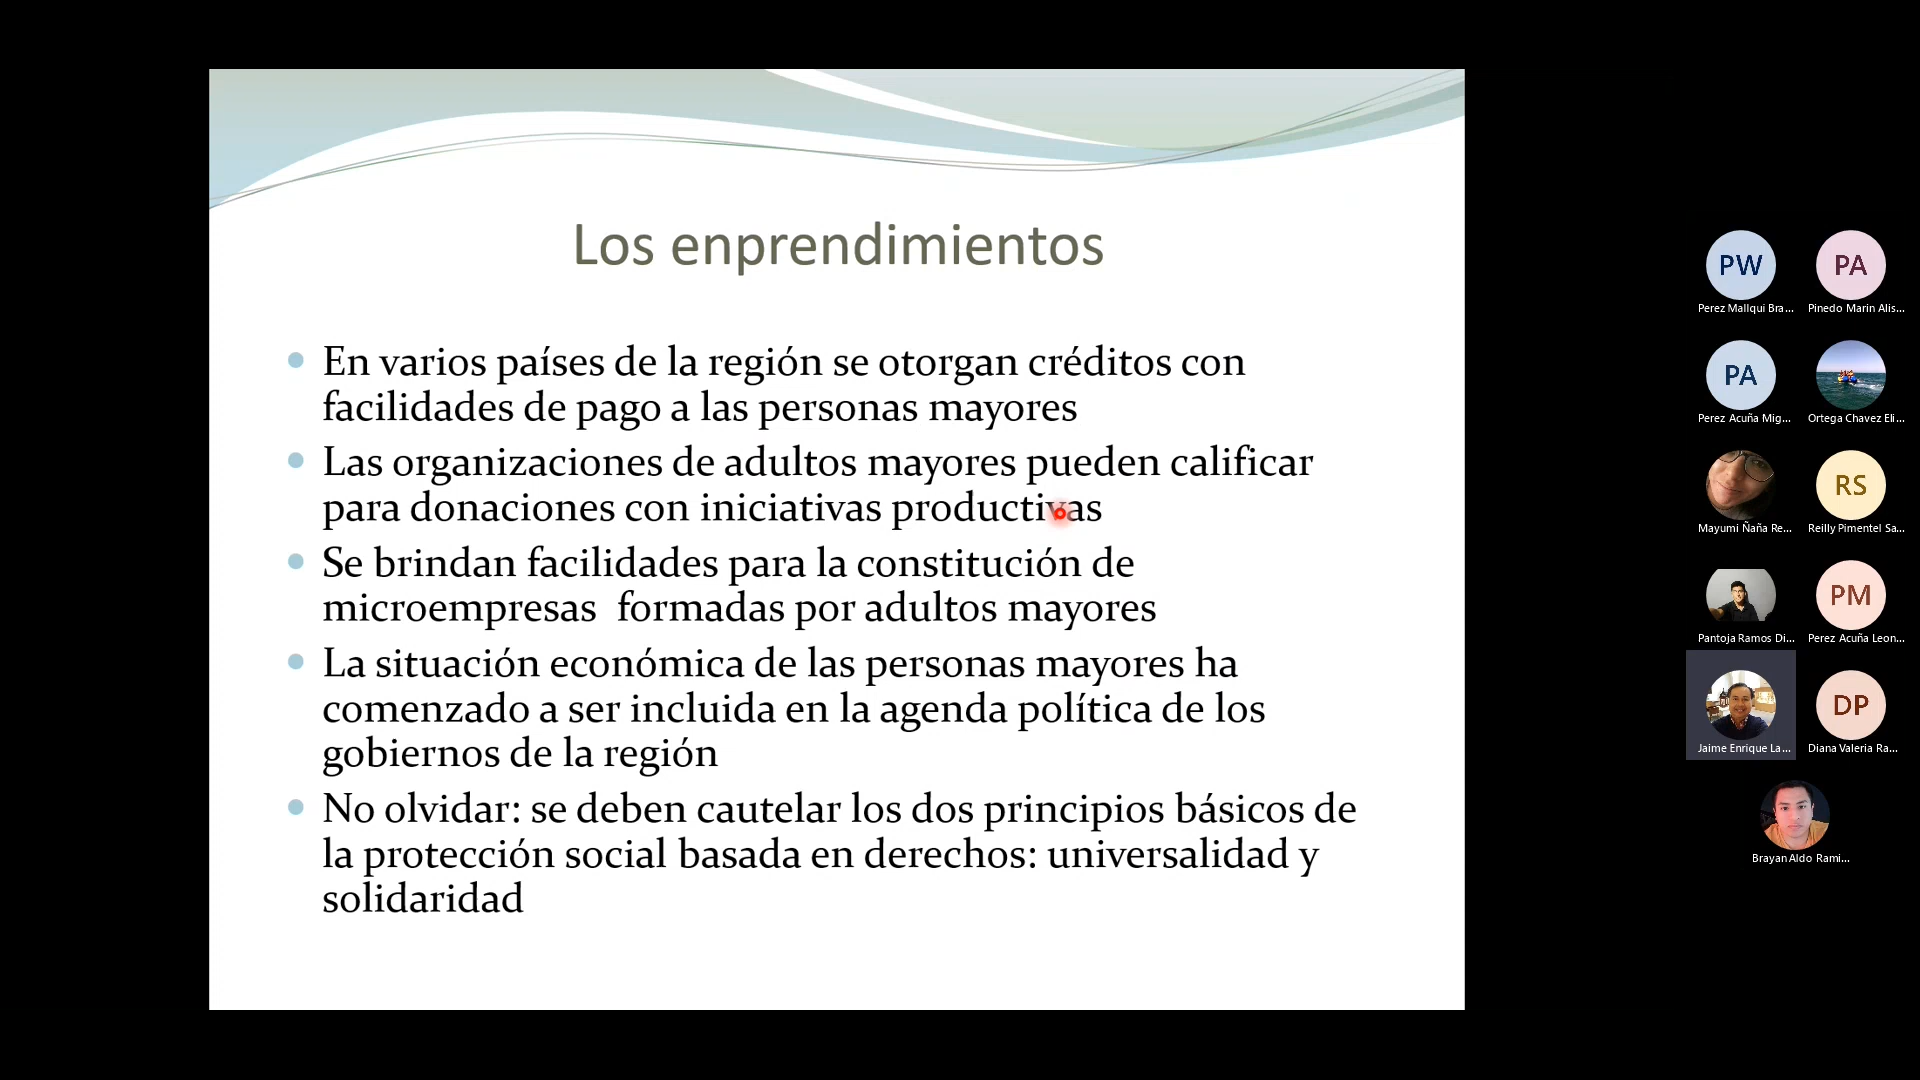 Los enprendimientos
En varios países de la región se otorgan créditos con
facilidades de pago a las personas mayores
Las organizaciones de adultos mayores pueden calificar
para donaciones con iniciativas productivas
Se brindan facilidades para la constitución de
microempresas formadas por adultos mayores
La situación económica de las personas mayores ha
comenzado a ser incluida en la agenda política de los
gobiernos de la región
No olvidar: se deben cautelar los dos principios básicos de
la protección social basada en derechos: universalidad y
solidaridad
PW PA
Perez Mallqui Bra... Pinedo Marin Alis...
PA
Perez Acuña Mig... Ortega Chavez Eli...
RS
Mayumi Ñaña Re... Reilly Pimentel Sa...
PM
Pantoja Ramos Di... Perez Acuña Leon...
DP
Jaime Enrique La... Diana Valeria Ra...
Brayan Aldo Rami...